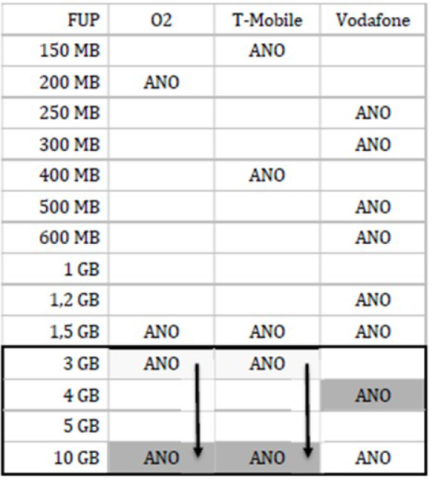 FUP O2 T-Mobile Vodafone
150 MB ANO
200 MB ANO
250 MB ANO
300 MB ANO
400 MB ANO
500 MB ANO
600 MB ANO
1 GB
1,2 GB ANO
1,5 GB ANO ANO ANO
3 GB ANO ANO
4 GB ANO
5 GB
10 GB ANO ANO ANO